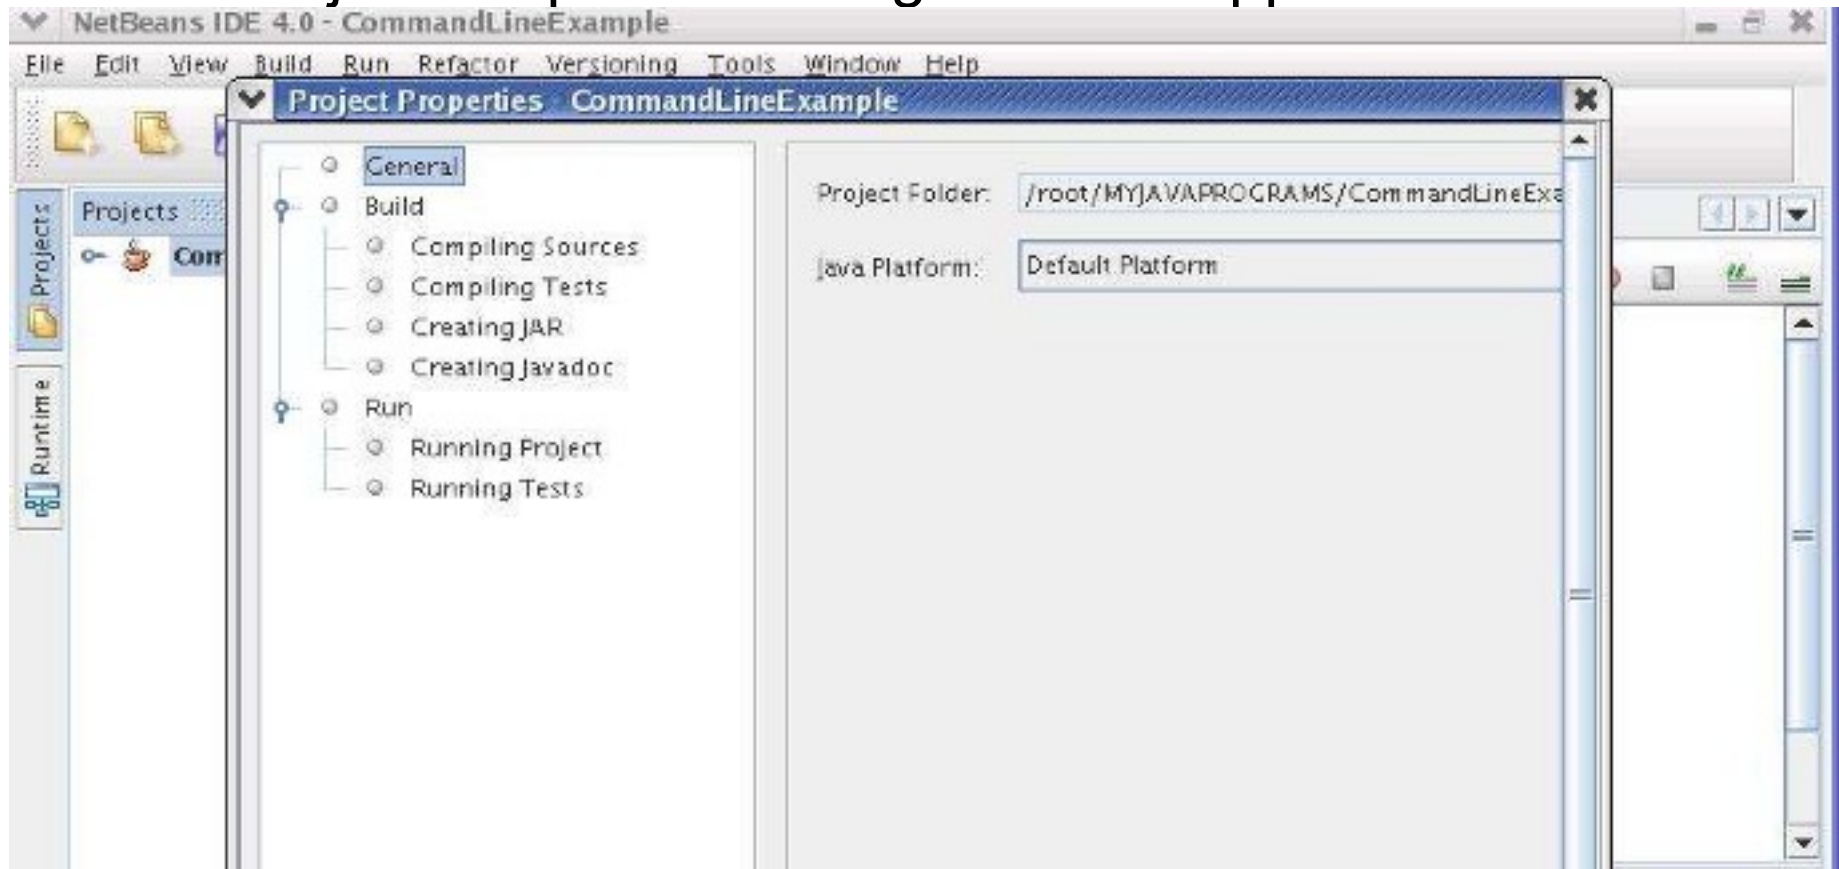 NetBeans IDE 4.0 - CommandLineExample
File Edit View Build Run Refactor Versioning Tools Window Help
Project Properties - CommandLineExample
General
Build
Compiling Sources
Compiling Tests
Creating JAR
Creating Javadoc
Run
Running Project
Running Tests
Project Folder: /root/MYJAVAPROGRAMS/CommandLineExa
Java Platform: Default Platform
Projects
Com
Projects
Runtime